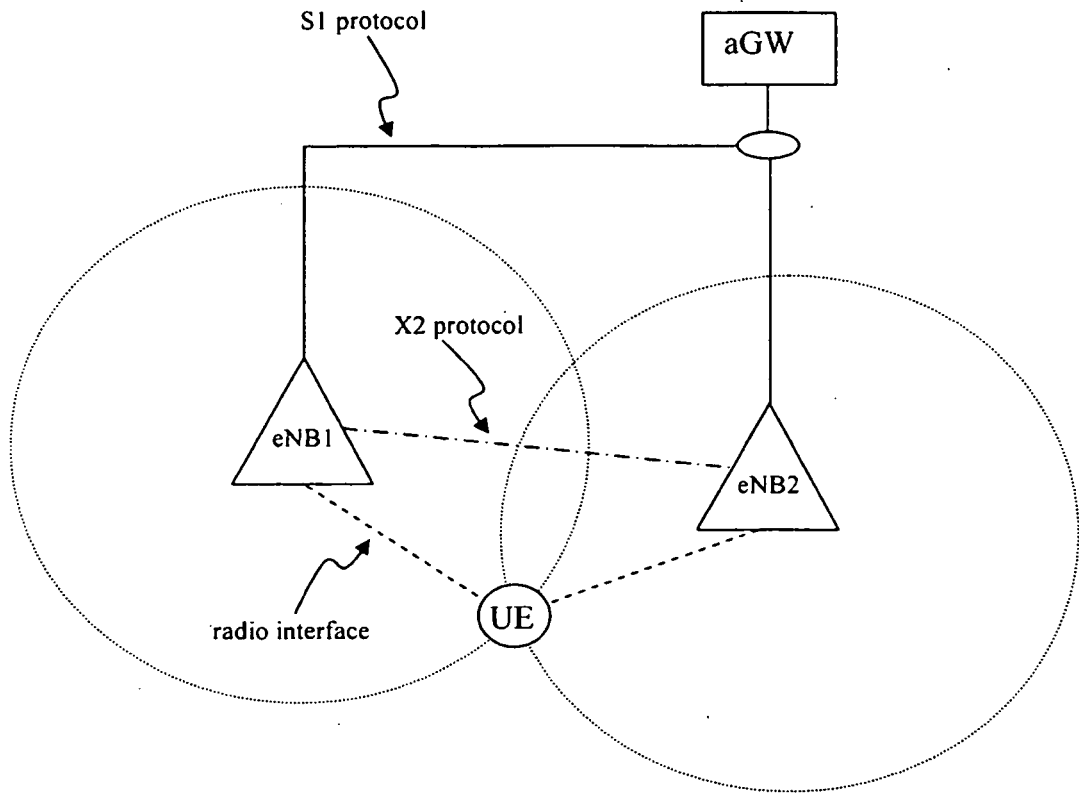 S1 protocol
aGW
X2 protocol
eNB1
eNB2
UE
radio interface